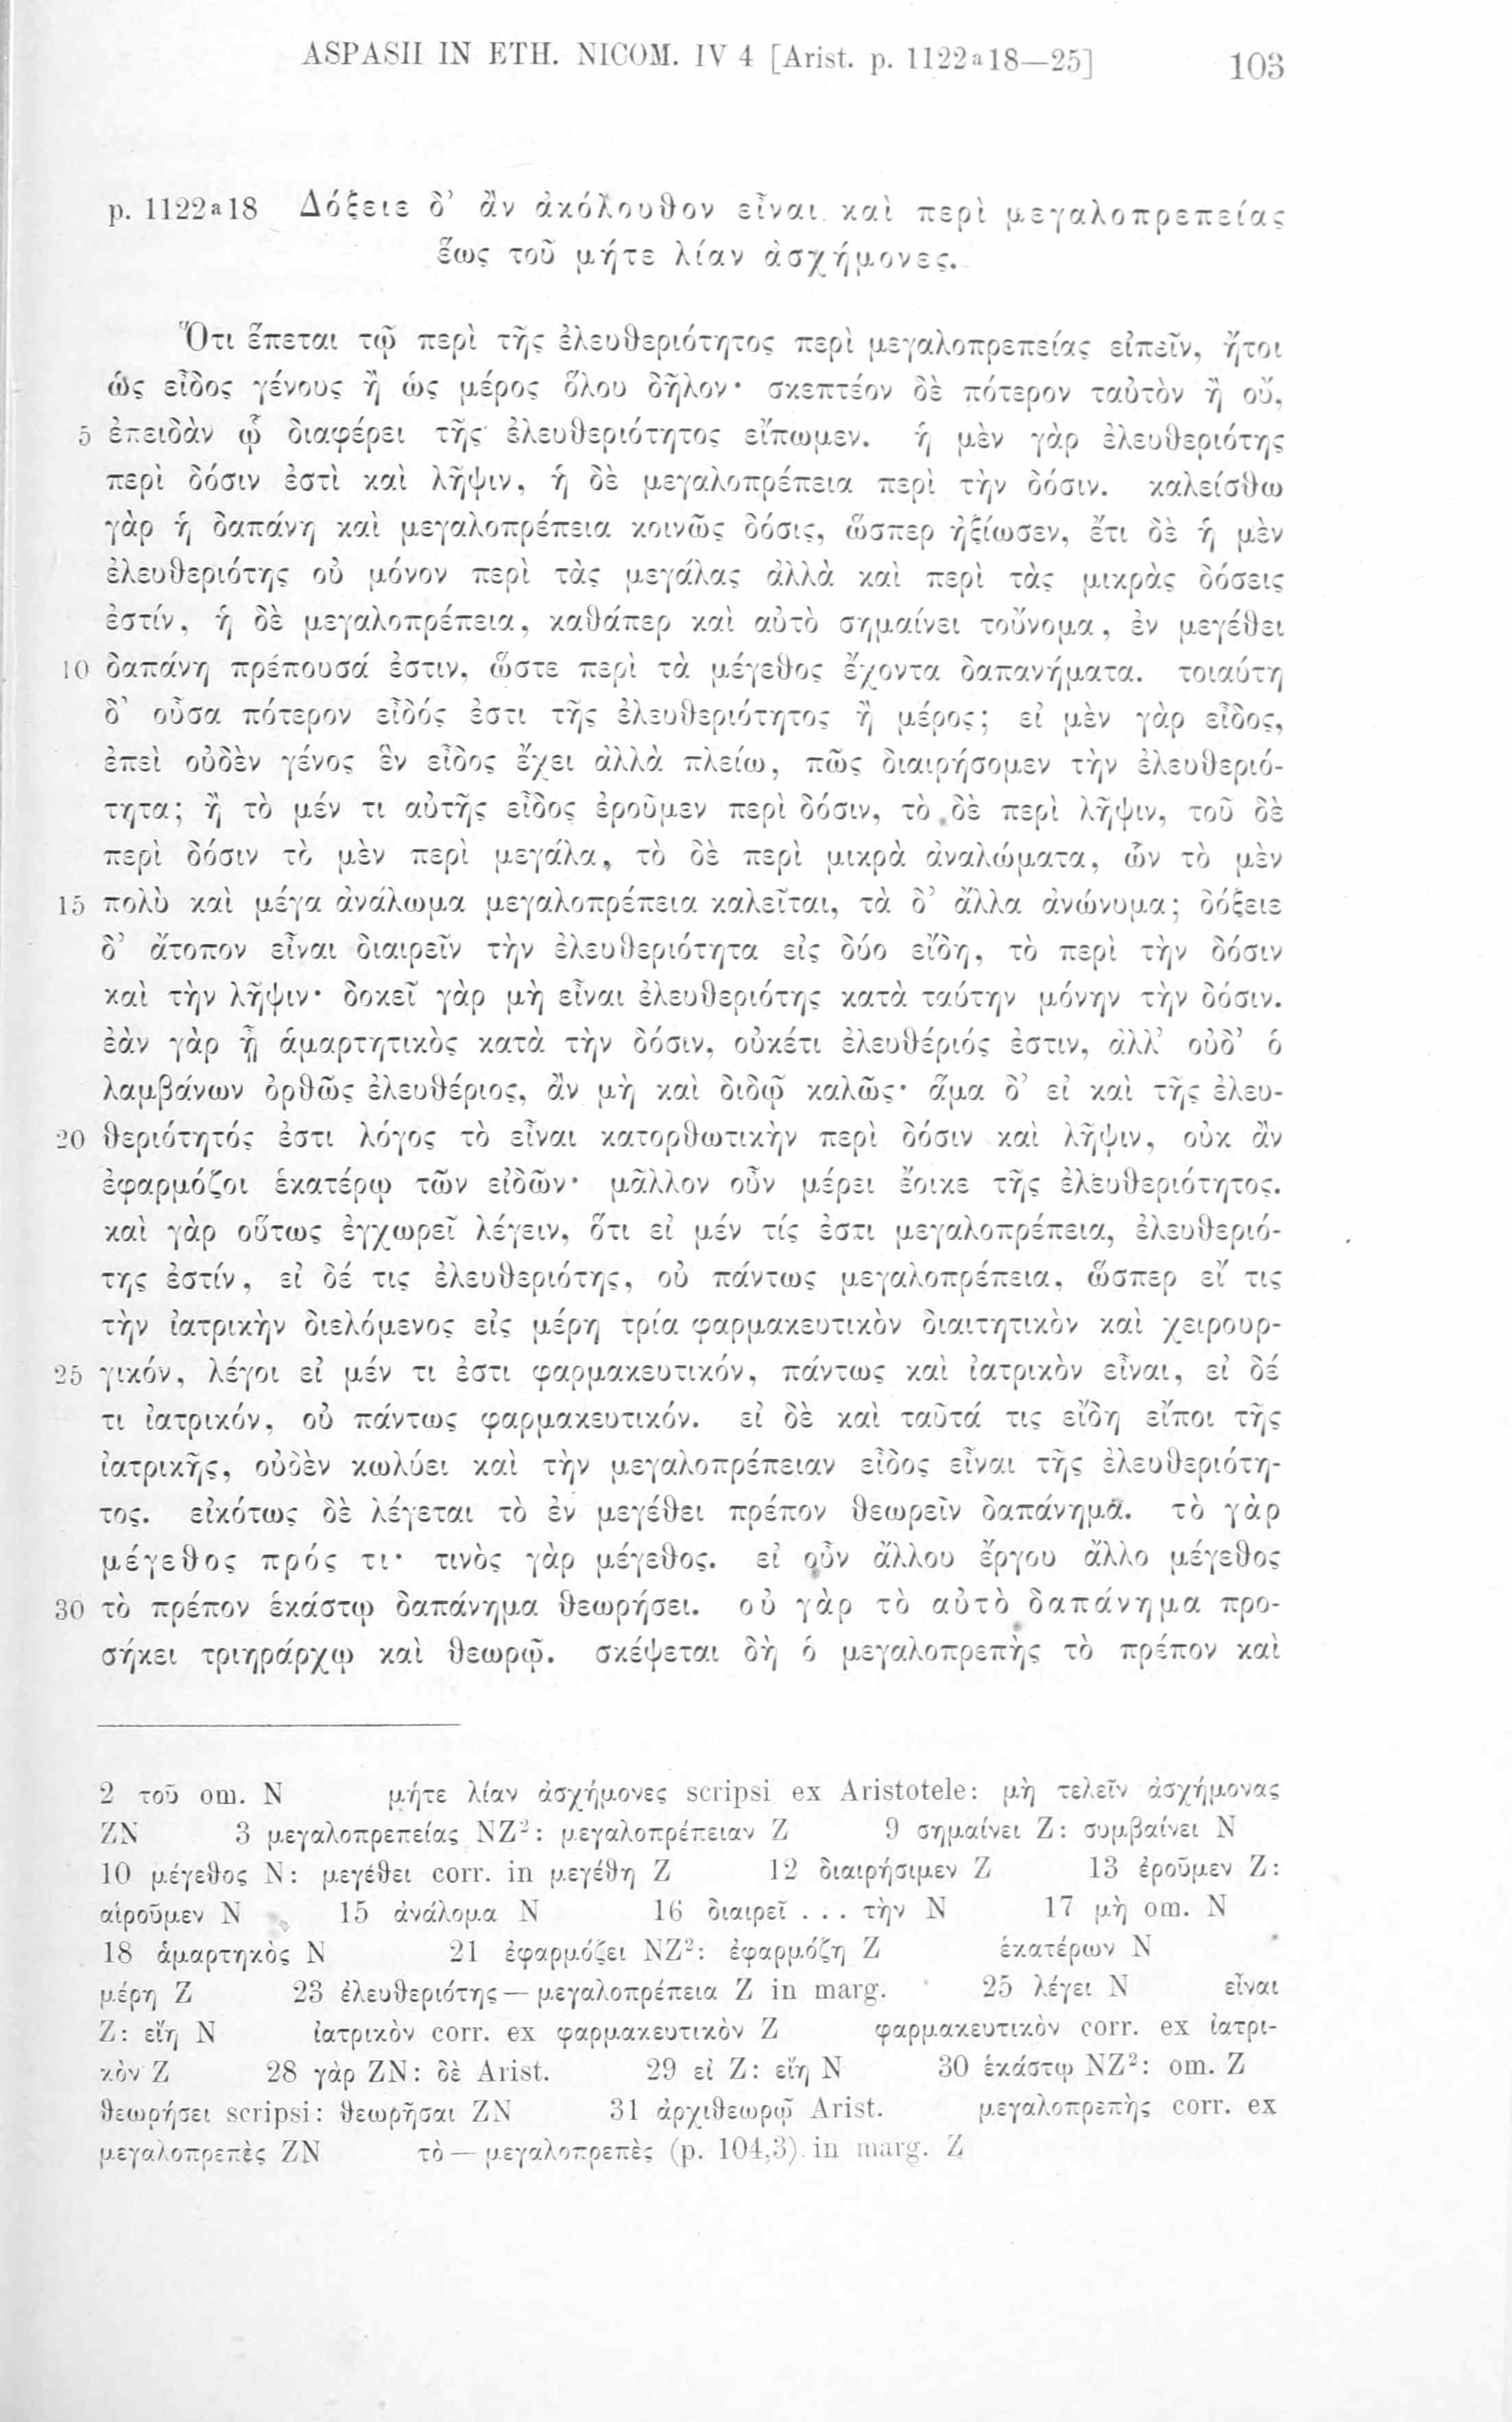 ASPASII IN ETH. NICOM. IV 4 [Arist. p. 1122a18—25] 103
p. 1122a18 Δόξειε δ’ ἂν ἀκόλουθον εἶναι καὶ περὶ μεγαλοπρεπείας
ἕως τοῦ μήτε λίαν ἀσχήμονες.
Ὅτι ἕπεται τῷ περὶ τῆς ἐλευθεριότητος περὶ μεγαλοπρεπείας εἰπεῖν, ἤτοι
ὡς εἶδος γένους ἢ ὡς μέρος ὅλου δῆλον· σκεπτέον δὲ πότερον ταὐτὸν ἢ οὔ,
5 ἐπειδὰν ᾧ διαφέρει τῆς ἐλευθεριότητος εἴπωμεν. ἡ μὲν γὰρ ἐλευθεριότης
περὶ δόσιν ἐστὶ καὶ λῆψιν, ἡ δὲ μεγαλοπρέπεια περὶ τὴν δόσιν. καλείσθω
γὰρ ἡ δαπάνη καὶ μεγαλοπρέπεια κοινῶς δόσις, ὥσπερ ἠξίωσεν, ἔτι δὲ ἡ μὲν
ἐλευθεριότης οὐ μόνον περὶ τὰς μεγάλας ἀλλὰ καὶ περὶ τὰς μικρὰς δόσεις
ἐστίν, ἡ δὲ μεγαλοπρέπεια, καθάπερ καὶ αὐτὸ σημαίνει τοὔνομα, ἐν μεγέθει
10 δαπάνη πρέπουσά ἐστιν, ὥστε περὶ τὰ μέγεθος ἔχοντα δαπανήματα. τοιαύτη
δ’ οὖσα πότερον εἶδός ἐστι τῆς ἐλευθεριότητος ἢ μέρος; εἰ μὲν γὰρ εἶδος,
ἐπεὶ οὐδὲν γένος ἓν εἶδος ἔχει ἀλλὰ πλείω, πῶς διαιρήσομεν τὴν ἐλευθεριό-
τητα; ἢ τὸ μέν τι αὐτῆς εἶδος ἐροῦμεν περὶ δόσιν, τὸ δὲ περὶ λῆψιν, τοῦ δὲ
περὶ δόσιν τὸ μὲν περὶ μεγάλα, τὸ δὲ περὶ μικρὰ ἀναλώματα, ὧν τὸ μὲν
15 πολὺ καὶ μέγα ἀνάλωμα μεγαλοπρέπεια καλεῖται, τὰ δ’ ἄλλα ἀνώνυμα; δόξειε
δ’ ἄτοπον εἶναι διαιρεῖν τὴν ἐλευθεριότητα εἰς δύο εἴδη, τὸ περὶ τὴν δόσιν
καὶ τὴν λῆψιν· δοκεῖ γὰρ μὴ εἶναι ἐλευθεριότης κατὰ ταύτην μόνην τὴν δόσιν.
ἐὰν γὰρ ᾖ ἁμαρτητικὸς κατὰ τὴν δόσιν, οὐκέτι ἐλευθέριός ἐστιν, ἀλλ’ οὐδ’ ὁ
λαμβάνων ὀρθῶς ἐλευθέριος, ἂν μὴ καὶ διδῷ καλῶς· ἅμα δ’ εἰ καὶ τῆς ἐλευ-
20 θεριότητός ἐστι λόγος τὸ εἶναι κατορθωτικὴν περὶ δόσιν καὶ λῆψιν, οὐκ ἂν
ἐφαρμόζοι ἑκατέρῳ τῶν εἰδῶν· μᾶλλον οὖν μέρει ἔοικε τῆς ἐλευθεριότητος.
καὶ γὰρ οὕτως ἐγχωρεῖ λέγειν, ὅτι εἰ μέν τίς ἐστι μεγαλοπρέπεια, ἐλευθεριό-
της ἐστίν, εἰ δέ τις ἐλευθεριότης, οὐ πάντως μεγαλοπρέπεια, ὥσπερ εἴ τις
τὴν ἰατρικὴν διελόμενος εἰς μέρη τρία φαρμακευτικὸν διαιτητικὸν καὶ χειρουρ-
25 γικόν, λέγοι εἰ μέν τι ἐστι φαρμακευτικόν, πάντως καὶ ἰατρικὸν εἶναι, εἰ δέ
τι ἰατρικόν, οὐ πάντως φαρμακευτικόν. εἰ δὲ καὶ ταῦτά τις εἴδη εἴποι τῆς
ἰατρικῆς, οὐδὲν κωλύει καὶ τὴν μεγαλοπρέπειαν εἶδος εἶναι τῆς ἐλευθεριότη-
τος. εἰκότως δὲ λέγεται τὸ ἐν μεγέθει πρέπον θεωρεῖν δαπάνημα. τὸ γὰρ
μέγεθος πρός τι· τινὸς γὰρ μέγεθος. εἰ οὖν ἄλλου ἔργου ἄλλο μέγεθος
30 τὸ πρέπον ἑκάστῳ δαπάνημα θεωρήσει. οὐ γὰρ τὸ αὐτὸ δαπάνημα προ-
σήκει τριηράρχῳ καὶ θεωρῷ. σκέψεται δὴ ὁ μεγαλοπρεπὴς τὸ πρέπον καὶ
2 τοῦ om. N μήτε λίαν ἀσχήμονες scripsi ex Aristotele: μὴ τελεῖν ἀσχήμονας
ZN 3 μεγαλοπρεπείας NZ²: μεγαλοπρέπειαν Z 9 σημαίνει Z: συμβαίνει N
10 μέγεθος N: μεγέθει corr. in μεγέθη Z 12 διαιρήσιμεν Z 13 ἐροῦμεν Z:
αἱροῦμεν N 15 ἀνάλομα N 16 διαιρεῖ . . . τὴν N 17 μὴ om. N
18 ἁμαρτηκὸς N 21 ἐφαρμόζει NZ²: ἐφαρμόζῃ Z ἑκατέρων N
μέρη Z 23 ἐλευθεριότης — μεγαλοπρέπεια Z in marg. 25 λέγει N εἶναι
Z: εἴη N ἰατρικὸν corr. ex φαρμακευτικὸν Z φαρμακευτικὸν corr. ex ἰατρι-
κὸν Z 28 γὰρ ZN: δὲ Arist. 29 εἰ Z: εἴη N 30 ἑκάστῳ NZ²: om. Z
θεωρήσει scripsi: θεωρῆσαι ZN 31 ἀρχιθεωρῷ Arist. μεγαλοπρεπὴς corr. ex
μεγαλοπρεπὲς ZN τὸ — μεγαλοπρεπὲς (p. 104,3) in marg. Z